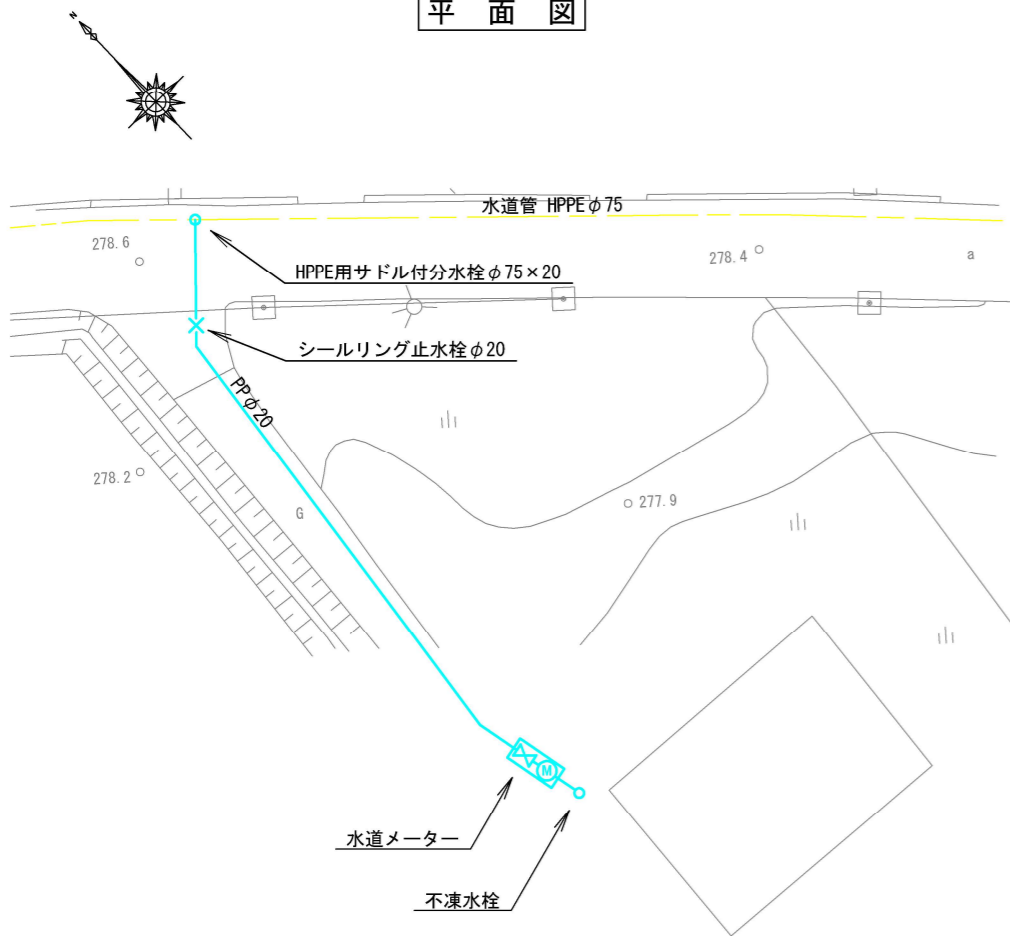 平 面 図
N
水道管 HPPEφ75
278.6
278.4
a
HPPE用サドル付分水栓φ75×20
シールリング止水栓φ20
PPφ20
278.2
277.9
G
M
水道メーター
不凍水栓